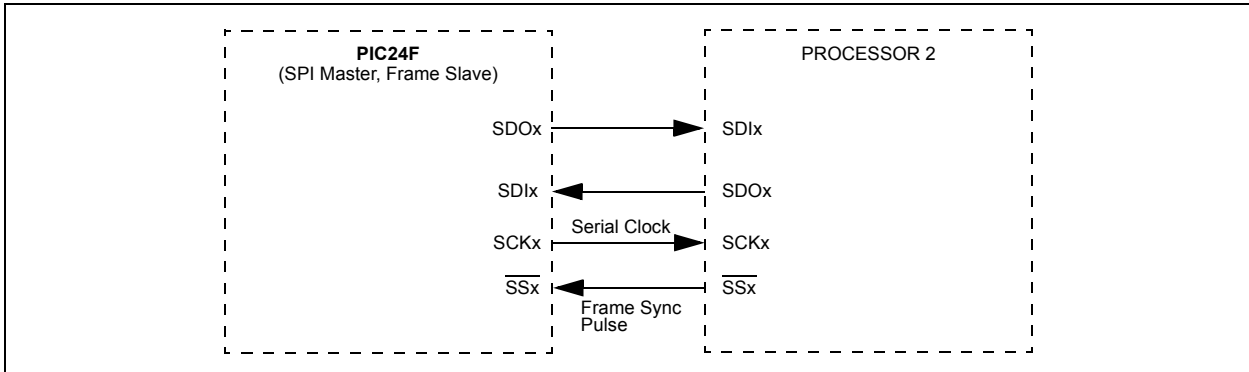 PIC24F
(SPI Master, Frame Slave)
PROCESSOR 2
SDOx
SDIx
SDIx
SDOx
Serial Clock
SCKx
SCKx
SSx
SSx
Frame Sync
Pulse